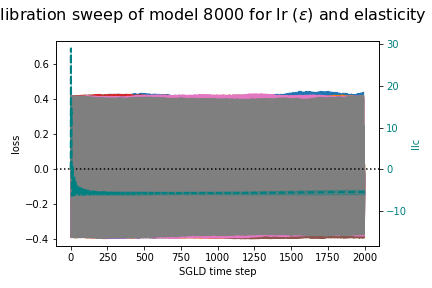 libration sweep of model 8000 for lr (ε) and elasticity
0.6
0.4
0.2
0.0
−0.2
−0.4
loss
30
20
10
0
−10
llc
0 250 500 750 1000 1250 1500 1750 2000
SGLD time step